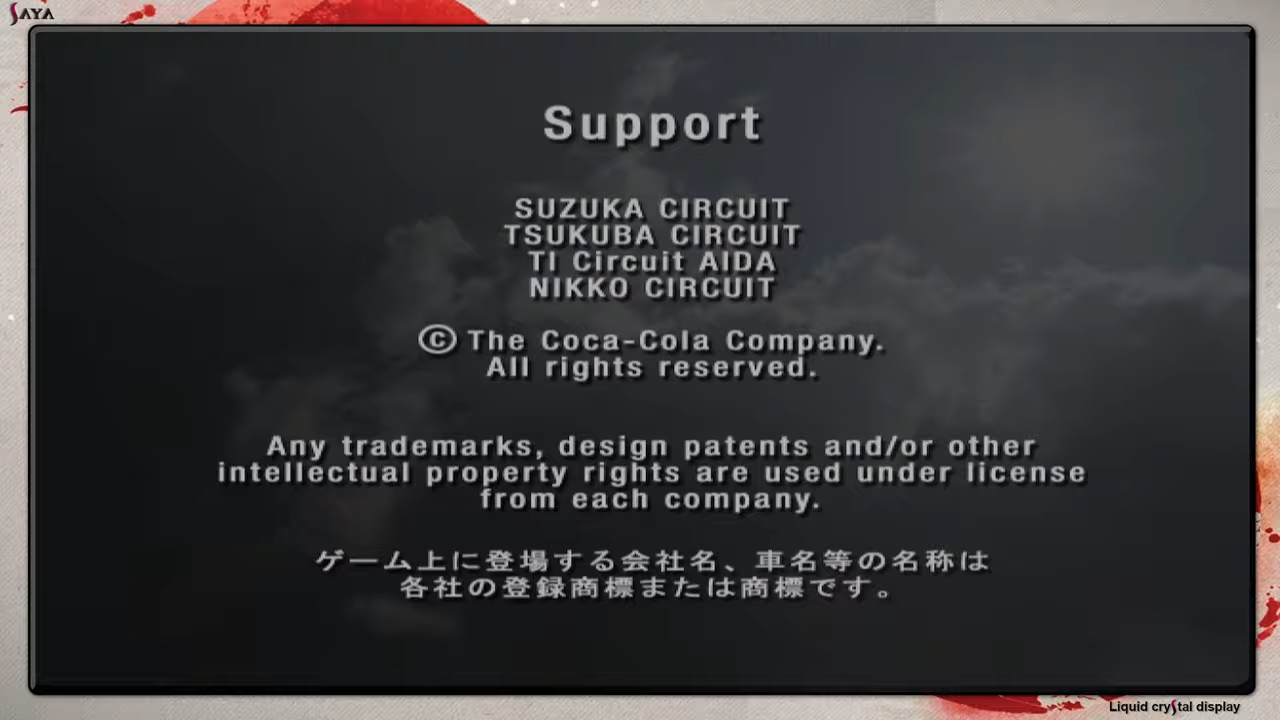 SAYA
Support
SUZUKA CIRCUIT
TSUKUBA CIRCUIT
TI Circuit AIDA
NIKKO CIRCUIT
© The Coca-Cola Company.
All rights reserved.
Any trademarks, design patents and/or other
intellectual property rights are used under license
from each company.
ゲーム上に登場する会社名、車名等の名称は
各社の登録商標または商標です。
Liquid crystal display